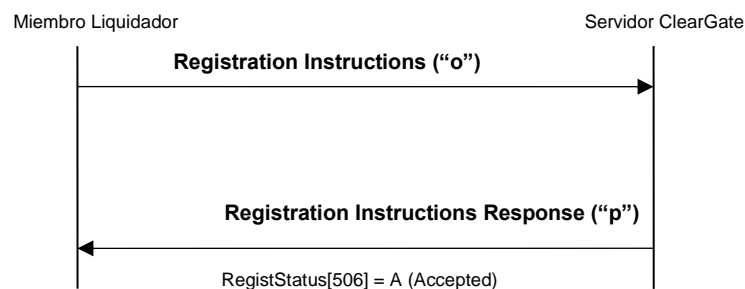 Miembro Liquidador
Servidor ClearGate
Registration Instructions (“o”)
Registration Instructions Response (“p”)
RegistStatus[506] = A (Accepted)